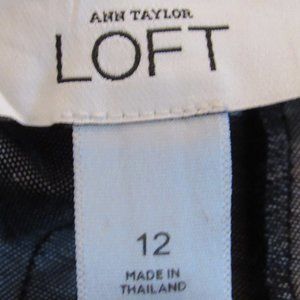 ANN TAYLOR
LOFT
12
MADE IN
THAILAND